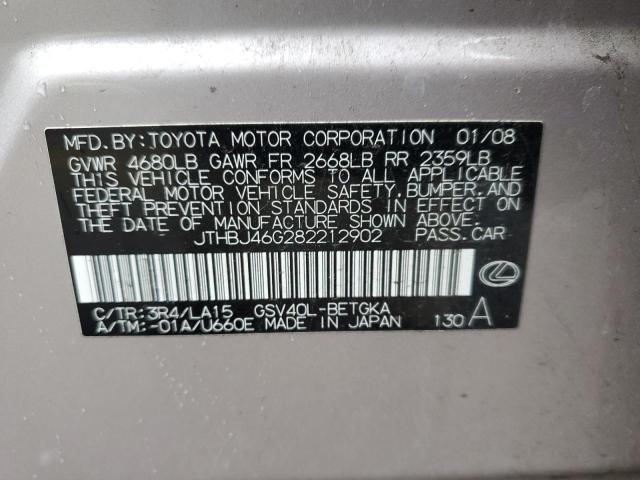 MFD. BY: TOYOTA MOTOR CORPORATION 01/08
GVWR 4680LB GAWR FR 2668LB RR 2359LB
THIS VEHICLE CONFORMS TO ALL APPLICABLE
FEDERAL MOTOR VEHICLE SAFETY, BUMPER, AND
THEFT PREVENTION STANDARDS IN EFFECT ON
THE DATE OF MANUFACTURE SHOWN ABOVE.
JTHBJ46G282212902 PASS. CAR
C/TR: 3R4/LA15 GSV40L-BETGKA
A/TM: -01A/U660E MADE IN JAPAN 130 A